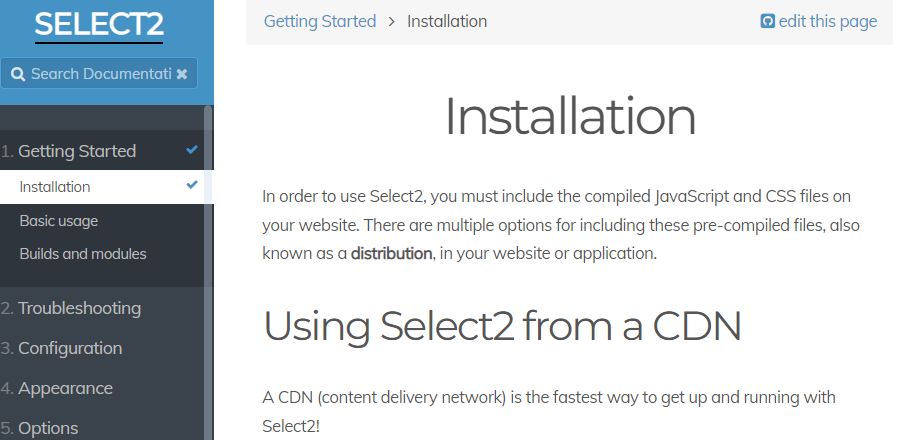 SELECT2
Search Documentati
1. Getting Started
Installation
Basic usage
Builds and modules
2. Troubleshooting
3. Configuration
4. Appearance
5. Options
Getting Started > Installation
edit this page
Installation
In order to use Select2, you must include the compiled JavaScript and CSS files on
your website. There are multiple options for including these pre-compiled files, also
known as a distribution, in your website or application.
Using Select2 from a CDN
A CDN (content delivery network) is the fastest way to get up and running with
Select2!